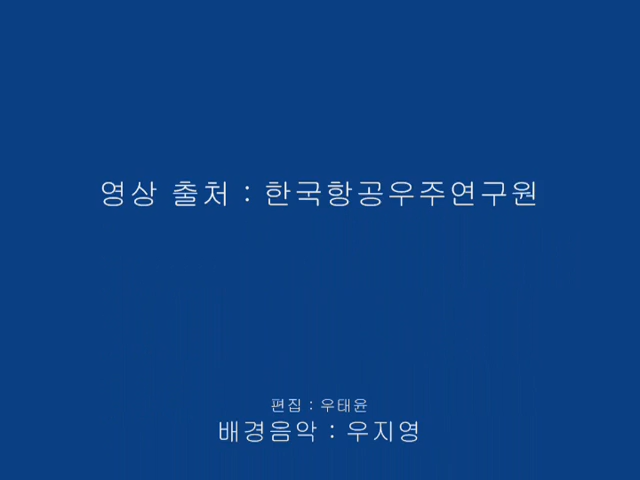 영상 출처 : 한국항공우주연구원
편집 : 우태윤
배경음악 : 우지영